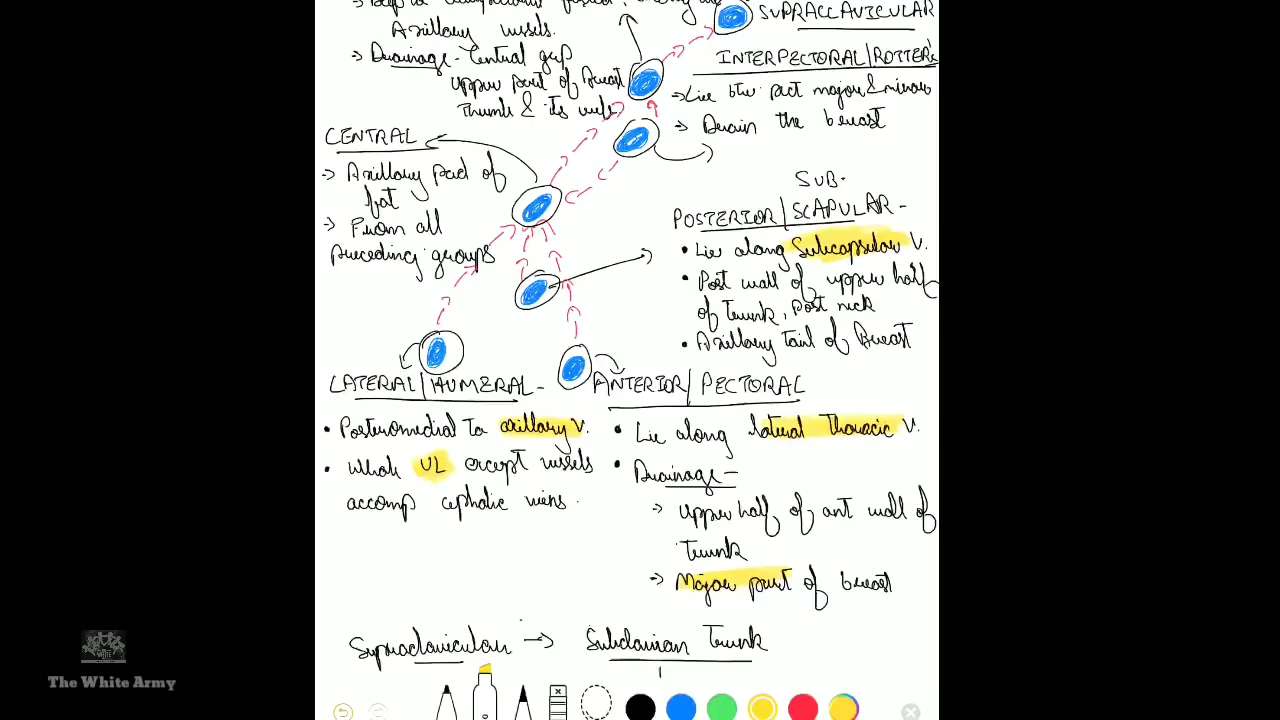 Axillary vessels.
→ Drainage - Central grp
Upper part of Breast
Thumb & its web
SUPRACLAVICULAR
INTERPECTORAL/ROTTER's
→ Lie btw pect major & minor
→ Drain the breast
CENTRAL
→ Axillary pad of
fat
→ From all
preceding groups
SUB-
POSTERIOR/SCAPULAR -
• Lie along Subcapsular V.
• Post wall of upper half
of Trunk, Post neck
• Axillary Tail of Breast
LATERAL/HUMERAL -
• Posteromedial To axillary V.
• Whole UL except vessels
accomp cephalic veins.
ANTERIOR/PECTORAL
• Lie along lateral Thoracic V.
• Drainage -
→ Upper half of ant wall of
Trunk
→ Major part of breast
Supraclavicular → Subclavian Trunk
The White Army